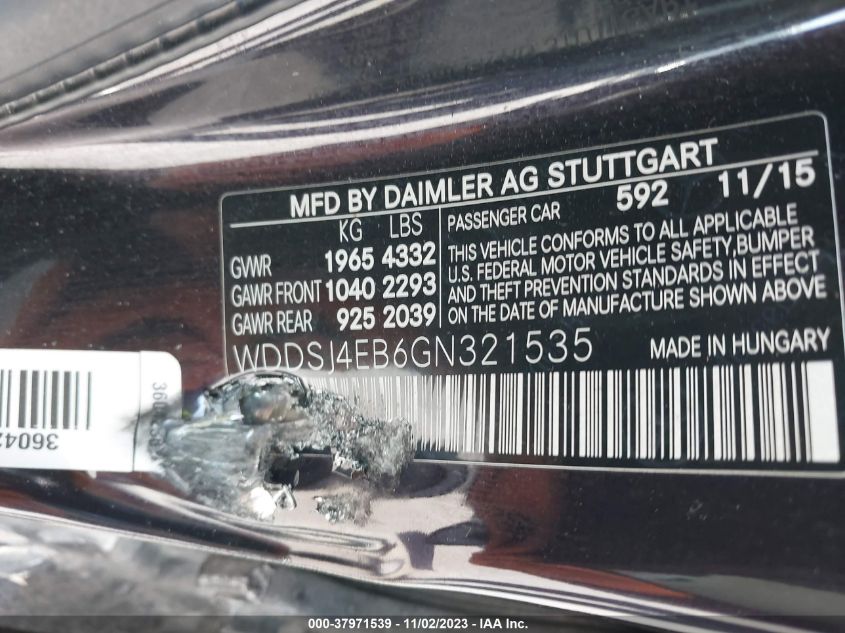 MFD BY DAIMLER AG STUTTGART
KG LBS
GVWR 1965 4332
GAWR FRONT 1040 2293
GAWR REAR 925 2039
PASSENGER CAR 592 11/15
THIS VEHICLE CONFORMS TO ALL APPLICABLE
U.S. FEDERAL MOTOR VEHICLE SAFETY, BUMPER
AND THEFT PREVENTION STANDARDS IN EFFECT
ON THE DATE OF MANUFACTURE SHOWN ABOVE
WDDSJ4EB6GN321535 MADE IN HUNGARY
000-37971539 - 11/02/2023 - IAA Inc.